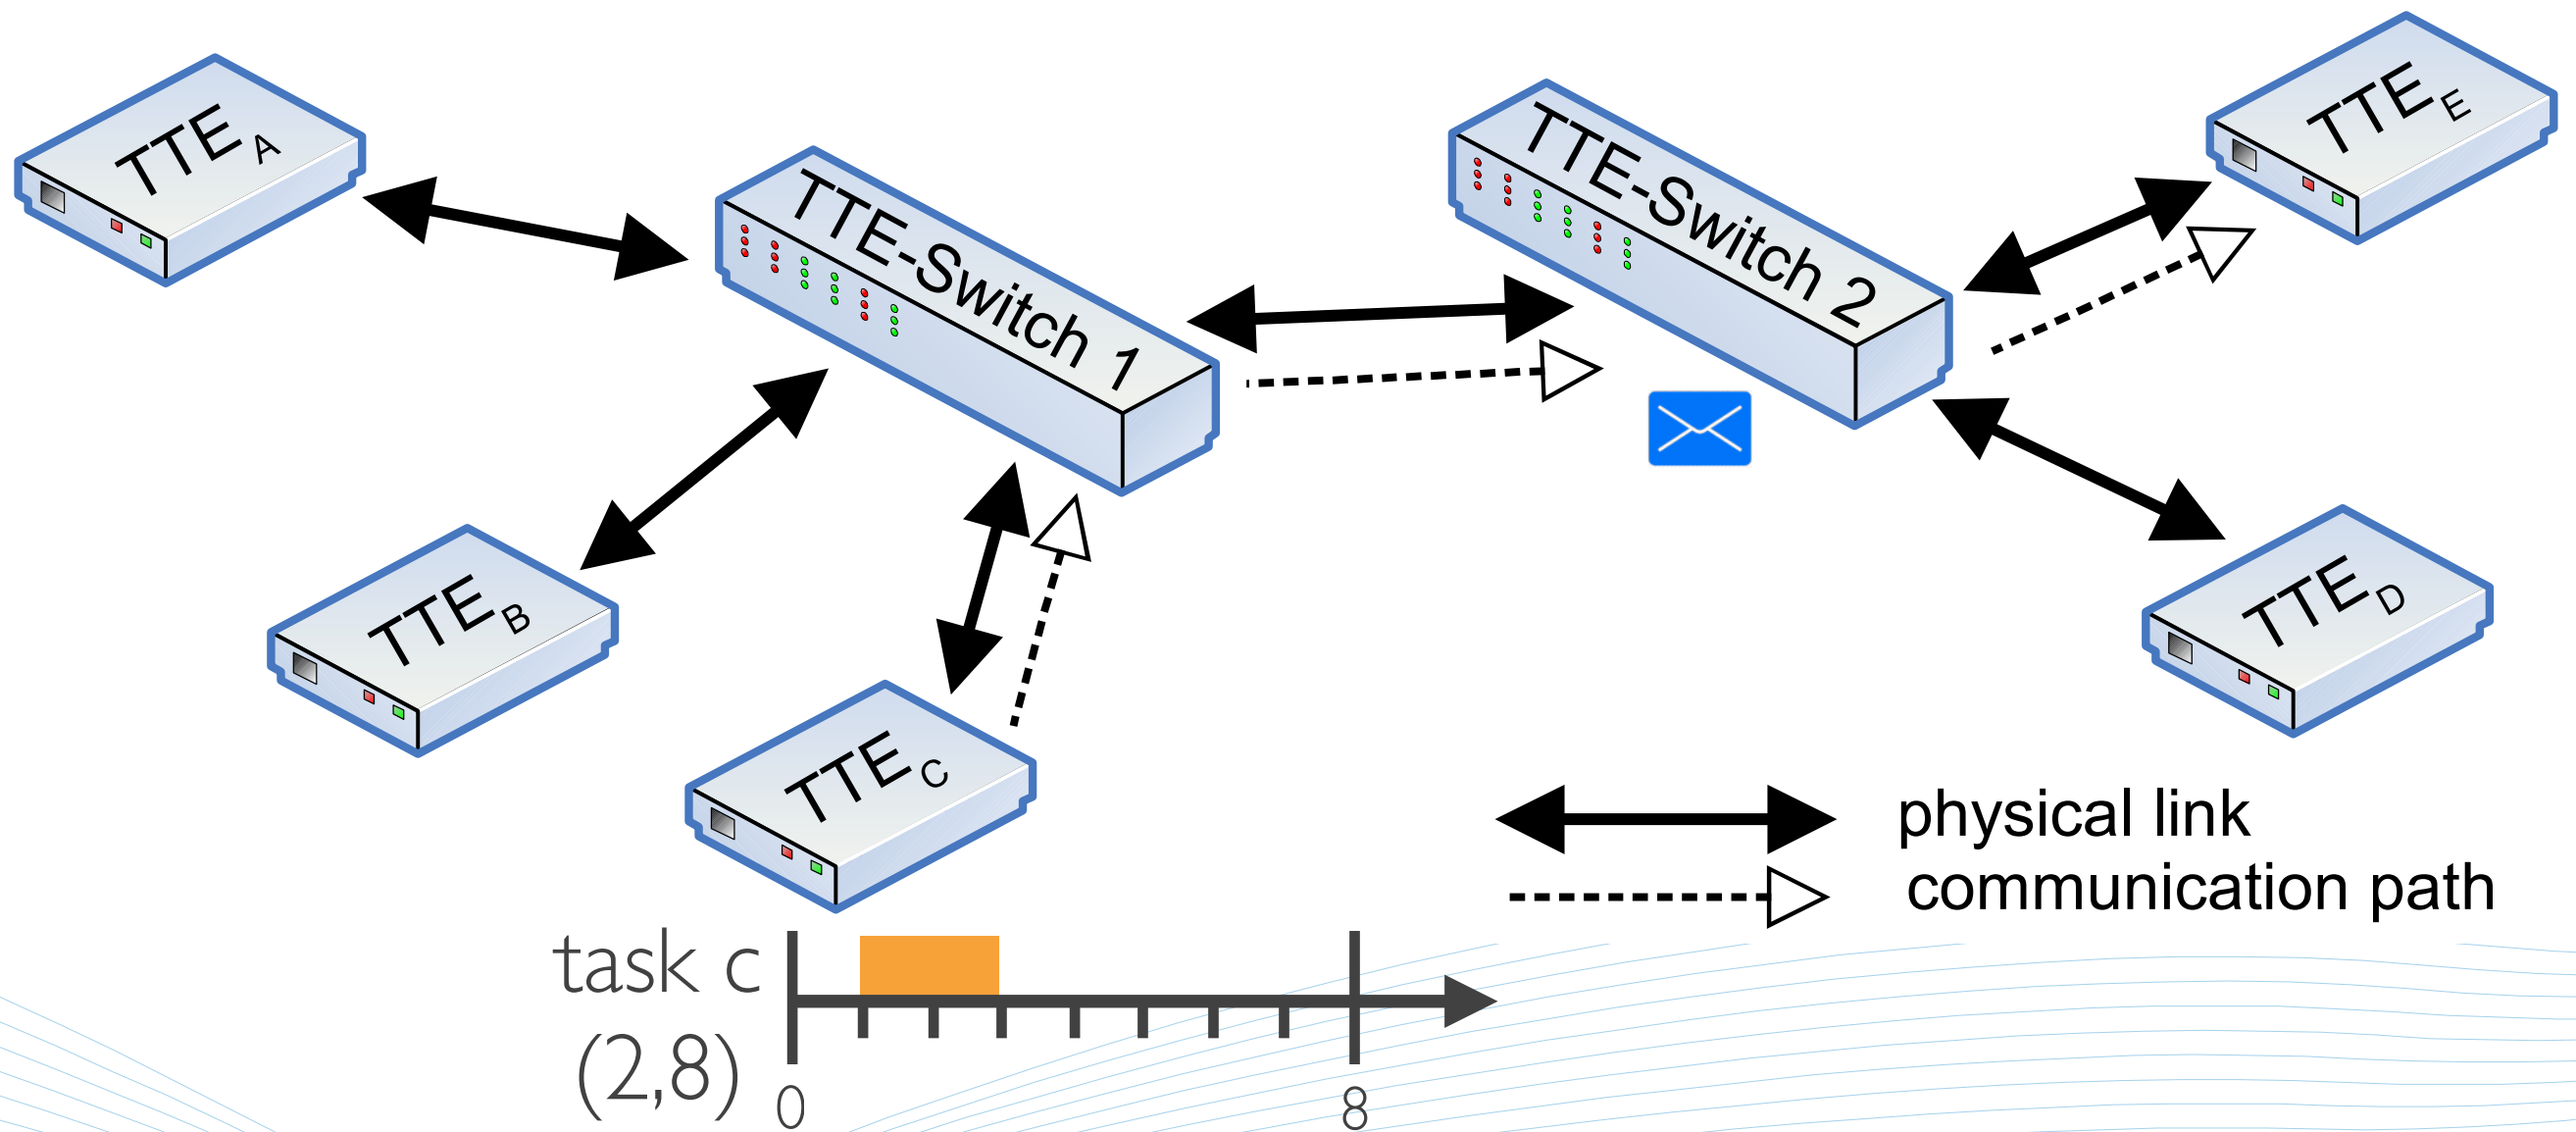 TTE A
TTE-Switch 1
TTE-Switch 2
TTE E
TTE B
TTE C
TTE D
physical link
communication path
task c
(2,8)
0
8